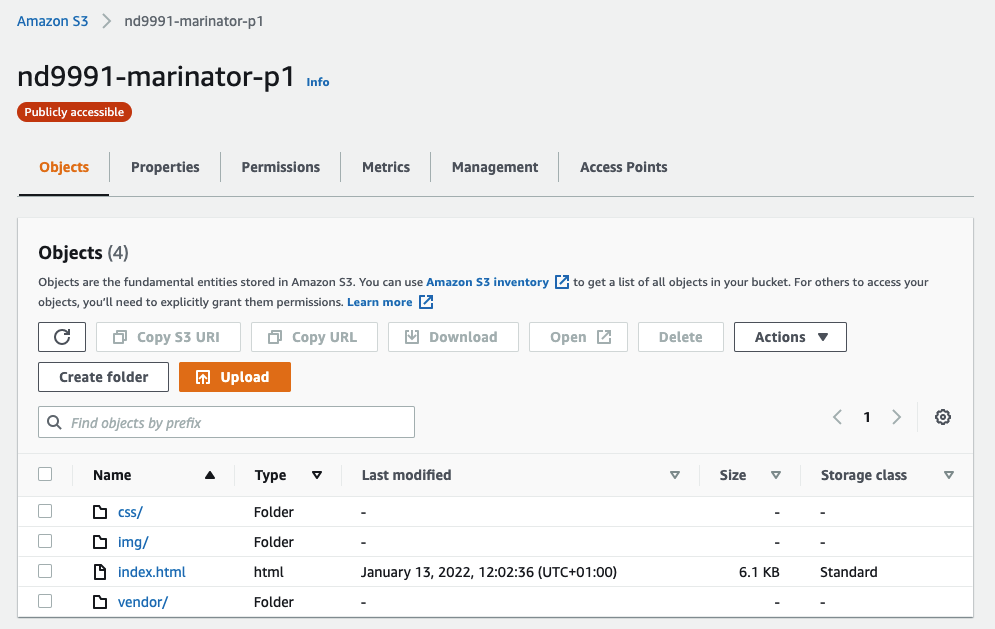 Amazon S3 > nd9991-marinator-p1
nd9991-marinator-p1 Info
Publicly accessible
Objects Properties Permissions Metrics Management Access Points
Objects (4)
Objects are the fundamental entities stored in Amazon S3. You can use Amazon S3 inventory to get a list of all objects in your bucket. For others to access your
objects, you'll need to explicitly grant them permissions. Learn more
Copy S3 URI Copy URL Download Open Delete Actions
Create folder Upload
Find objects by prefix
1
Name Type Last modified Size Storage class
css/ Folder - - -
img/ Folder - - -
index.html html January 13, 2022, 12:02:36 (UTC+01:00) 6.1 KB Standard
vendor/ Folder - - -